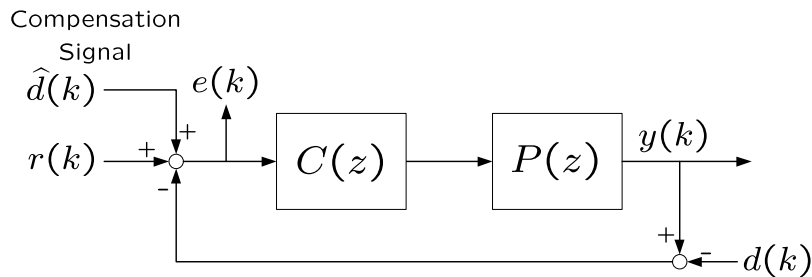 Compensation
Signal
d̂(k)
e(k)
+
r(k)
+
C(z)
P(z)
y(k)
-
+
-
d(k)